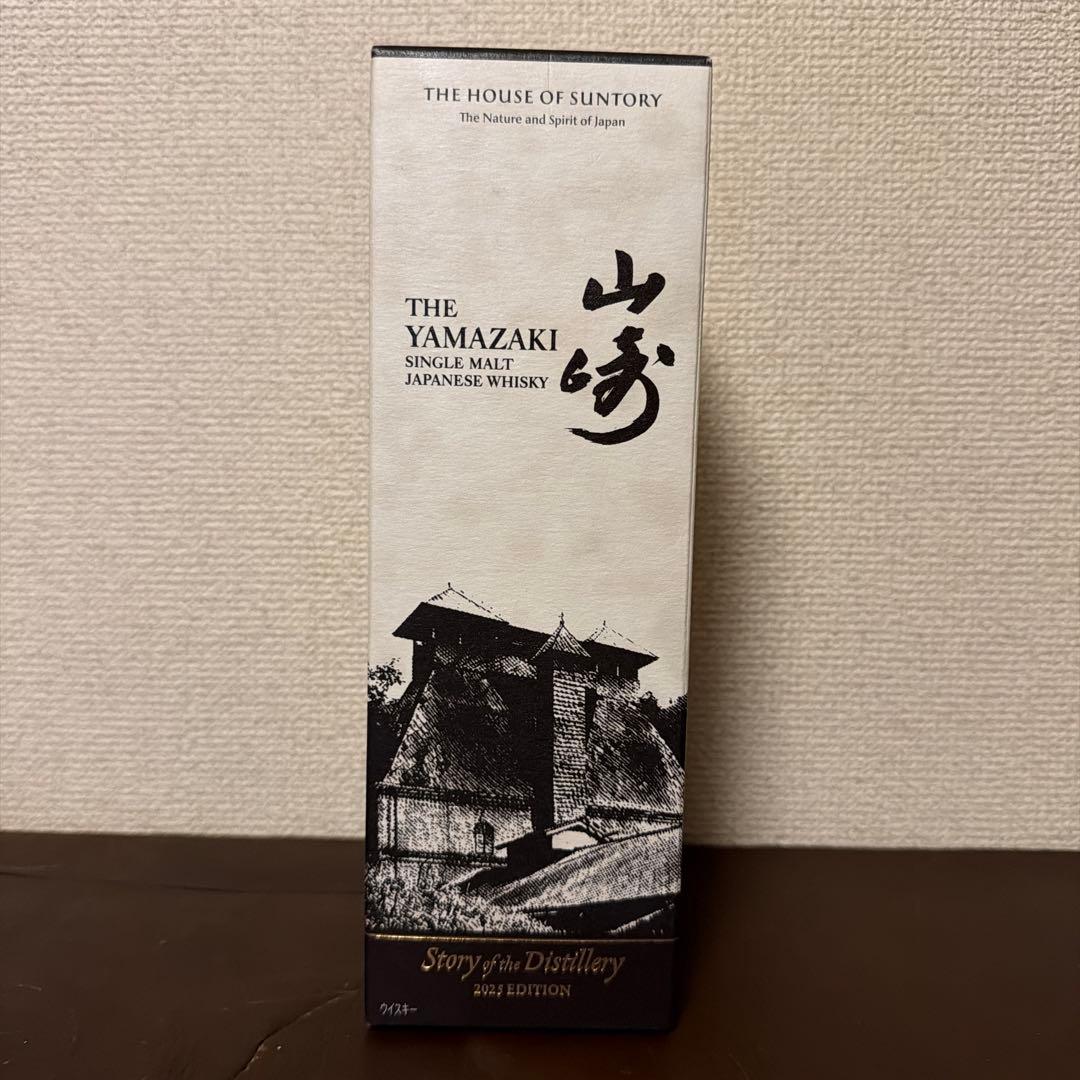 THE HOUSE OF SUNTORY
The Nature and Spirit of Japan
山崎
THE
YAMAZAKI
SINGLE MALT
JAPANESE WHISKY
Story of the Distillery
2025 EDITION
ウイスキー